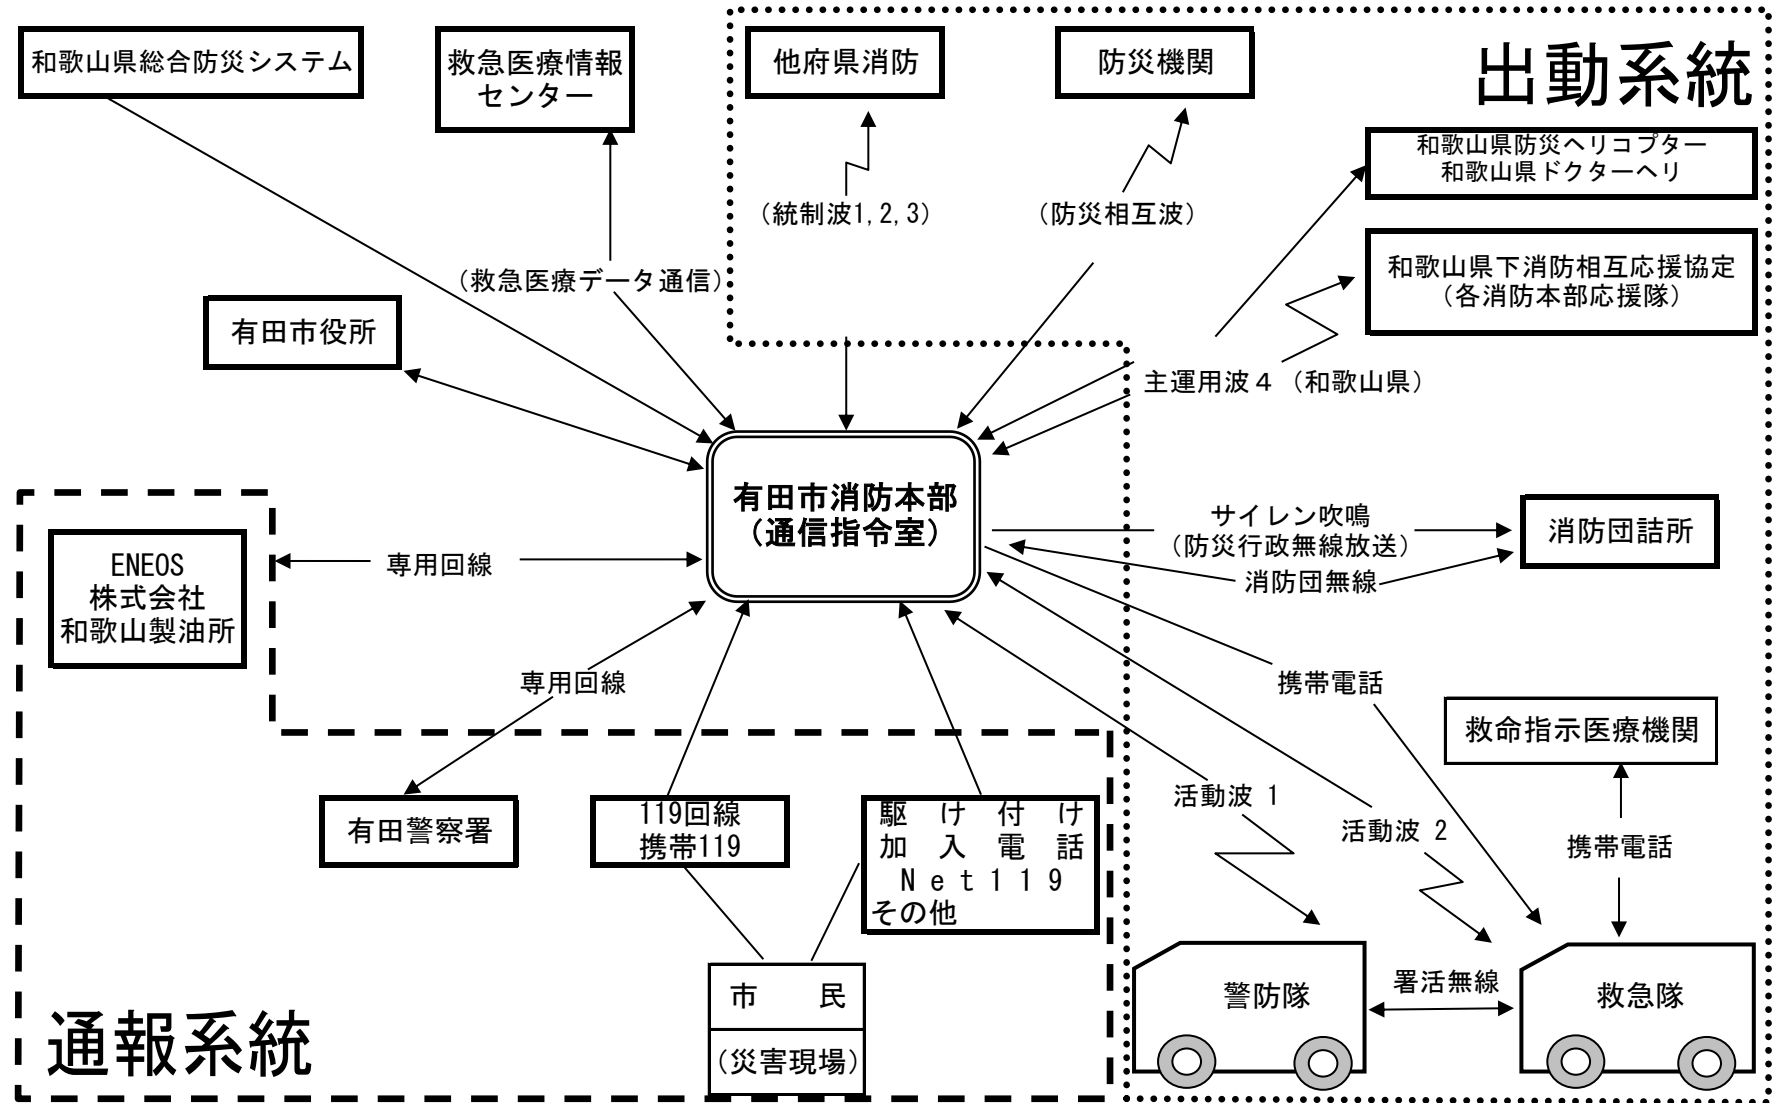 和歌山県総合防災システム
救急医療情報
センター
他府県消防
防災機関
出動系統
和歌山県防災ヘリコプター
和歌山県ドクターヘリ
(統制波1,2,3)
(防災相互波)
和歌山県下消防相互応援協定
(各消防本部応援隊)
(救急医療データ通信)
有田市役所
主運用波4 (和歌山県)
有田市消防本部
(通信指令室)
サイレン吹鳴
(防災行政無線放送)
消防団無線
消防団詰所
ENEOS
株式会社
和歌山製油所
専用回線
専用回線
携帯電話
救命指示医療機関
活動波 1
活動波 2
携帯電話
有田警察署
119回線
携帯119
駆け付け
加入電話
Net119
その他
市 民
(災害現場)
警防隊
署活無線
救急隊
通報系統